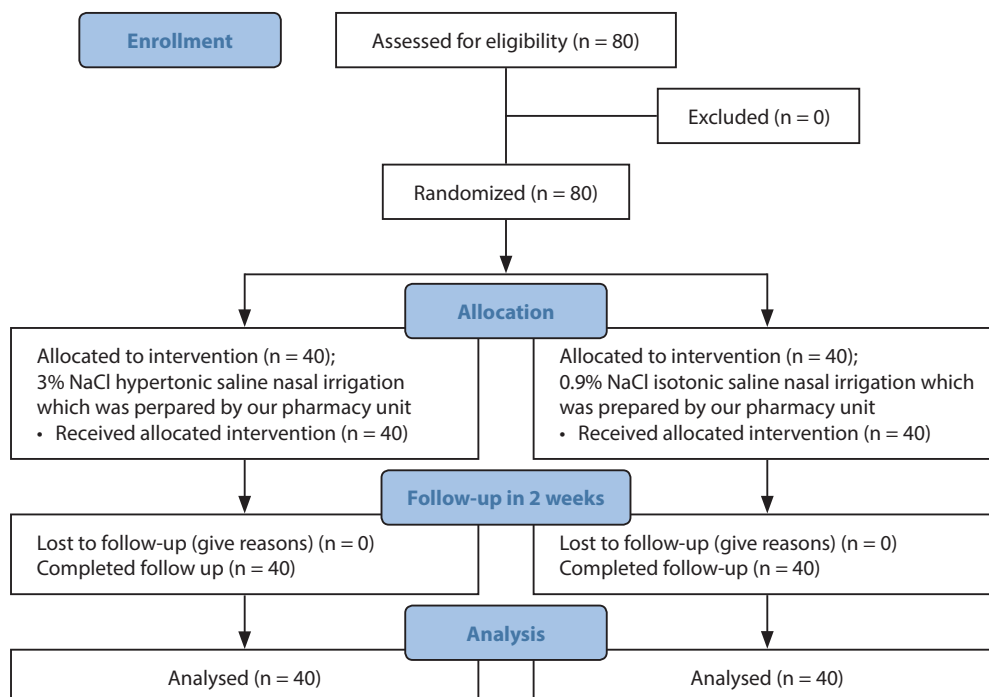 Enrollment
Assessed for eligibility (n = 80)
Excluded (n = 0)
Randomized (n = 80)
Allocation
Allocated to intervention (n = 40);
3% NaCl hypertonic saline nasal irrigation
which was perpared by our pharmacy unit
• Received allocated intervention (n = 40)
Allocated to intervention (n = 40);
0.9% NaCl isotonic saline nasal irrigation which
was prepared by our pharmacy unit
• Received allocated intervention (n = 40)
Follow-up in 2 weeks
Lost to follow-up (give reasons) (n = 0)
Completed follow up (n = 40)
Lost to follow-up (give reasons) (n = 0)
Completed follow-up (n = 40)
Analysis
Analysed (n = 40)
Analysed (n = 40)